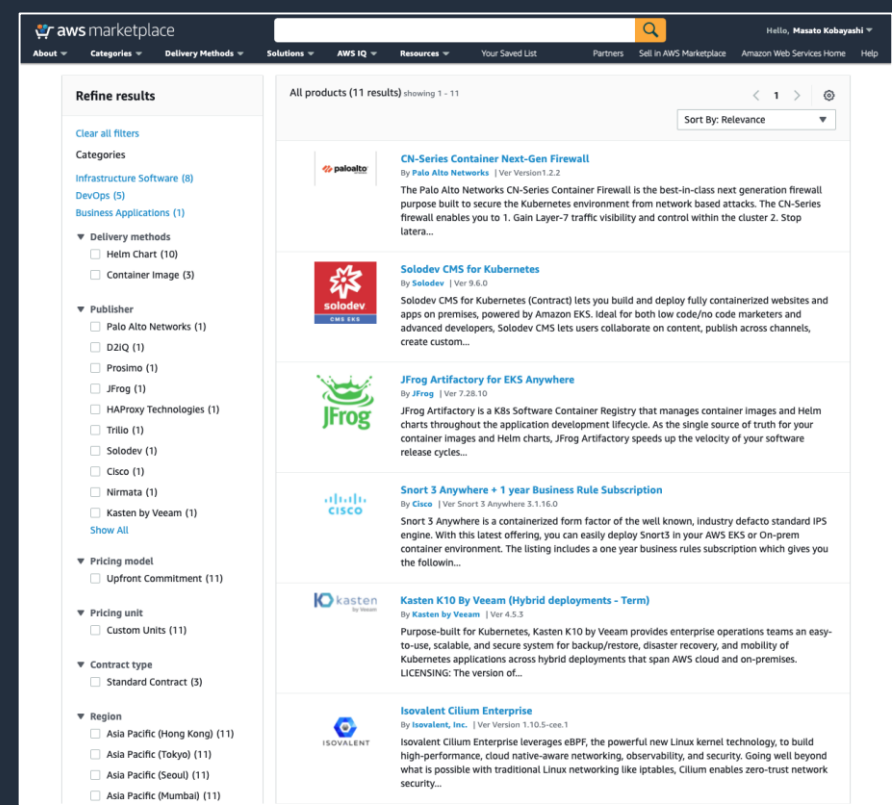 aws marketplace
Hello, Masato Kobayashi
About
Categories
Delivery Methods
Solutions
AWS IQ
Resources
Your Saved List
Partners
Sell in AWS Marketplace
Amazon Web Services Home
Help
Refine results
Clear all filters
Categories
Infrastructure Software (8)
DevOps (5)
Business Applications (1)
Delivery methods
Helm Chart (10)
Container Image (3)
Publisher
Palo Alto Networks (1)
D2iQ (1)
Prosimo (1)
JFrog (1)
HAProxy Technologies (1)
Trilio (1)
Solodev (1)
Cisco (1)
Nirmata (1)
Kasten by Veeam (1)
Show All
Pricing model
Upfront Commitment (11)
Pricing unit
Custom Units (11)
Contract type
Standard Contract (3)
Region
Asia Pacific (Hong Kong) (11)
Asia Pacific (Tokyo) (11)
Asia Pacific (Seoul) (11)
Asia Pacific (Mumbai) (11)
All products (11 results) showing 1 - 11
1
Sort By: Relevance
paloalto
CN-Series Container Next-Gen Firewall
By Palo Alto Networks | Ver Version1.2.2
The Palo Alto Networks CN-Series Container Firewall is the best-in-class next generation firewall
purpose built to secure the Kubernetes environment from network based attacks. The CN-Series
firewall enables you to 1. Gain Layer-7 traffic visibility and control within the cluster 2. Stop
latera...
solodev
CMS EKS
Solodev CMS for Kubernetes
By Solodev | Ver 9.6.0
Solodev CMS for Kubernetes (Contract) lets you build and deploy fully containerized websites and
apps on premises, powered by Amazon EKS. Ideal for both low code/no code marketers and
advanced developers, Solodev CMS lets users collaborate on content, publish across channels,
create custom...
JFrog
JFrog Artifactory for EKS Anywhere
By JFrog | Ver 7.28.10
JFrog Artifactory is a K8s Software Container Registry that manages container images and Helm
charts throughout the application development lifecycle. As the single source of truth for your
container images and Helm charts, JFrog Artifactory speeds up the velocity of your software
release cycles...
CISCO
Snort 3 Anywhere + 1 year Business Rule Subscription
By Cisco | Ver Snort 3 Anywhere 3.1.16.0
Snort 3 Anywhere is a containerized form factor of the well known, industry defacto standard IPS
engine. With this latest offering, you can easily deploy Snort3 in your AWS EKS or On-prem
container environment. The listing includes a one year business rules subscription which gives you
the followin...
kasten
by Veeam
Kasten K10 By Veeam (Hybrid deployments - Term)
By Kasten by Veeam | Ver 4.5.3
Purpose-built for Kubernetes, Kasten K10 by Veeam provides enterprise operations teams an easy-
to-use, scalable, and secure system for backup/restore, disaster recovery, and mobility of
Kubernetes applications across hybrid deployments that span AWS cloud and on-premises.
LICENSING: The version of...
ISOVALENT
Isovalent Cilium Enterprise
By Isovalent, Inc. | Ver Version 1.10.5-cee.1
Isovalent Cilium Enterprise leverages eBPF, the powerful new Linux kernel technology, to build
high-performance, cloud native-aware networking, observability, and security. Going well beyond
what is possible with traditional Linux networking like iptables, Cilium enables zero-trust network
security...